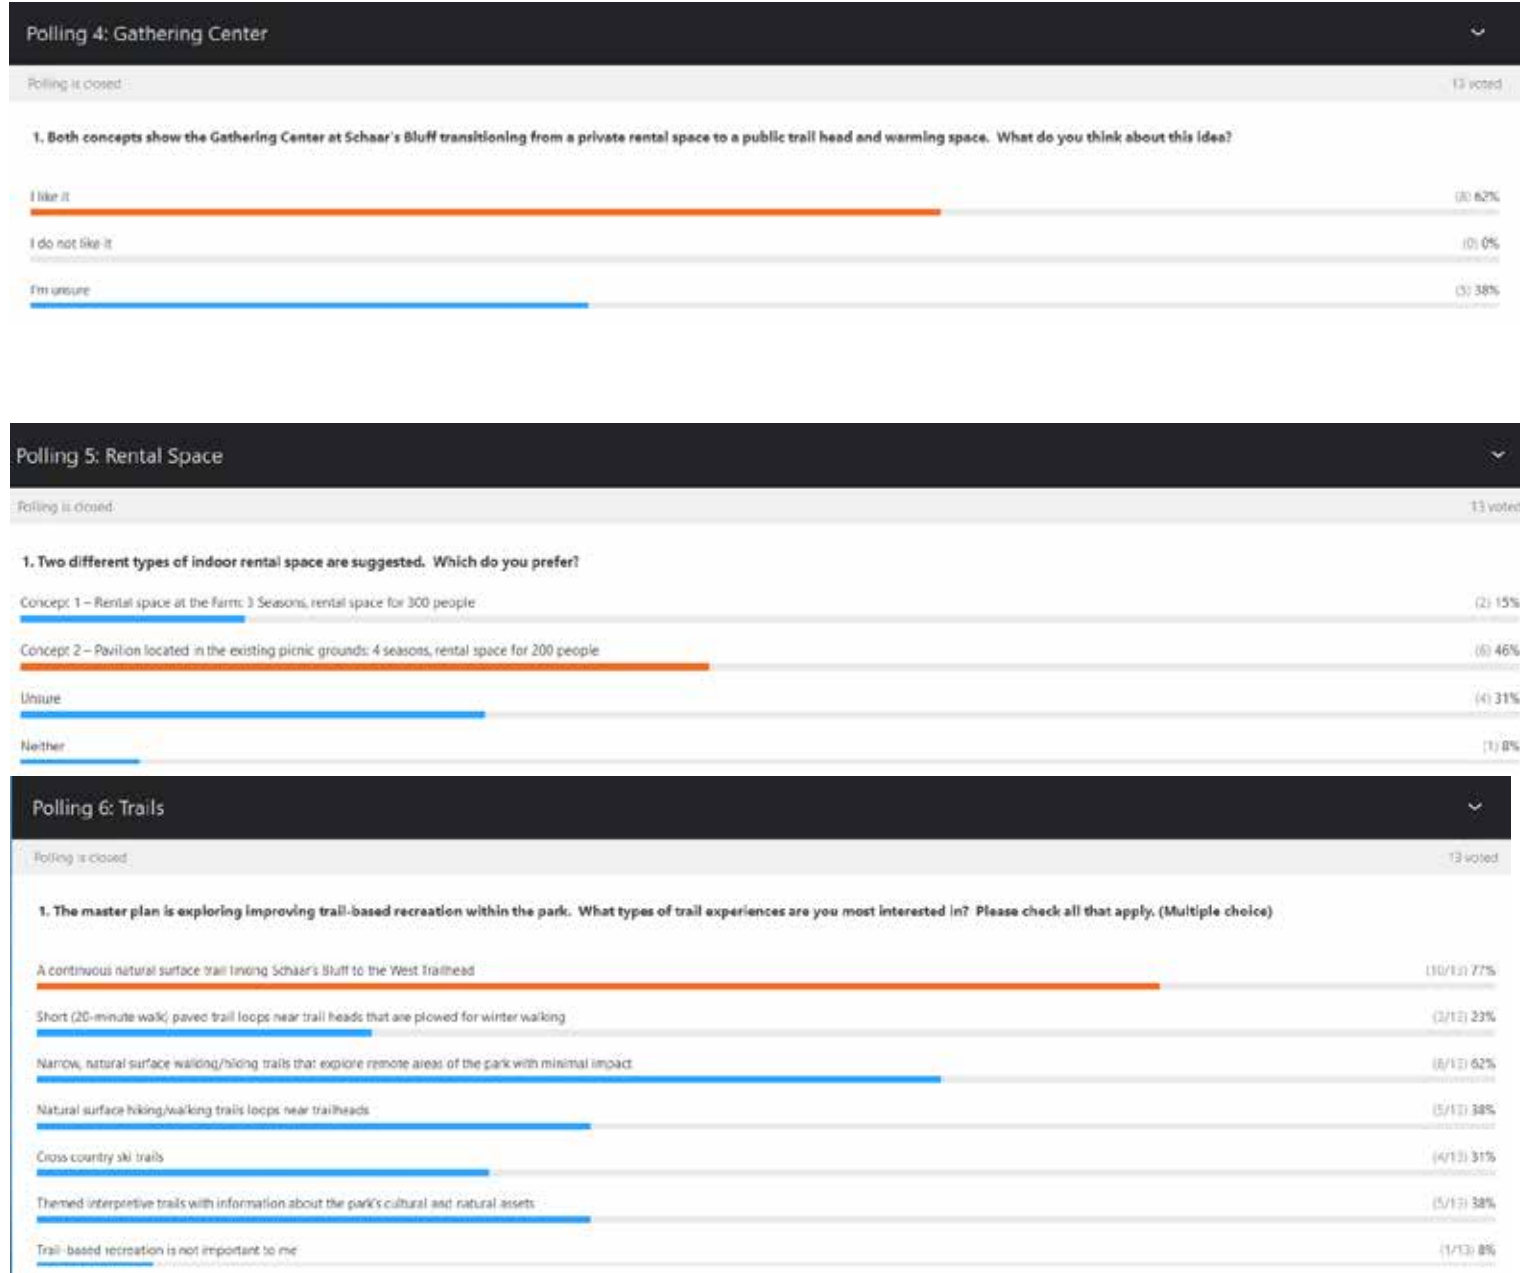 Polling 4: Gathering Center
Polling is closed 13 voted
1. Both concepts show the Gathering Center at Schaar's Bluff transitioning from a private rental space to a public trail head and warming space. What do you think about this idea?
I like it (8) 62%
I do not like it (0) 0%
I'm unsure (5) 38%
Polling 5: Rental Space
Polling is closed 13 voted
1. Two different types of indoor rental space are suggested. Which do you prefer?
Concept 1 – Rental space at the Farm: 3 Seasons, rental space for 300 people (2) 15%
Concept 2 – Pavilion located in the existing picnic grounds: 4 seasons, rental space for 200 people (6) 46%
Unsure (4) 31%
Neither (1) 8%
Polling 6: Trails
Polling is closed 13 voted
1. The master plan is exploring improving trail-based recreation within the park. What types of trail experiences are you most interested in? Please check all that apply. (Multiple choice)
A continuous natural surface trail linking Schaar's Bluff to the West Trailhead (10/13) 77%
Short (20-minute walk) paved trail loops near trail heads that are plowed for winter walking (3/13) 23%
Narrow, natural surface walking/hiking trails that explore remote areas of the park with minimal impact (8/13) 62%
Natural surface hiking/walking trails loops near trailheads (5/13) 38%
Cross country ski trails (4/13) 31%
Themed interpretive trails with information about the park's cultural and natural assets (5/13) 38%
Trail-based recreation is not important to me (1/13) 8%